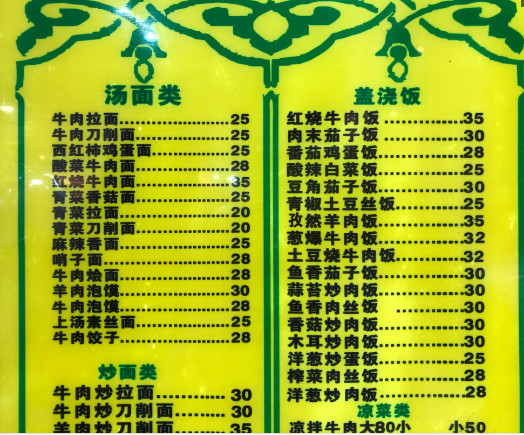 汤面类
牛肉拉面 25
牛肉刀削面 25
西红柿鸡蛋面 25
酸菜牛肉面 28
红烧牛肉面 35
青菜香菇面 25
青菜拉面 20
青菜刀削面 20
麻辣香面 25
哨子面 28
牛肉烩面 28
羊肉泡馍 30
牛肉泡馍 28
上汤素丝面 25
牛肉饺子 28
炒面类
牛肉炒拉面 30
牛肉炒刀削面 30
羊肉炒刀削面 35
盖浇饭
红烧牛肉饭 35
肉末茄子饭 30
番茄鸡蛋饭 28
酸辣白菜饭 25
豆角茄子饭 30
青椒土豆丝饭 25
孜然羊肉饭 35
葱爆牛肉饭 32
土豆烧牛肉饭 32
鱼香茄子饭 30
蒜苔炒肉饭 30
鱼香肉丝饭 30
香菇炒肉饭 30
木耳炒肉饭 30
洋葱炒蛋饭 25
榨菜肉丝饭 28
洋葱炒肉饭 28
凉菜类
凉拌牛肉大80小 小50